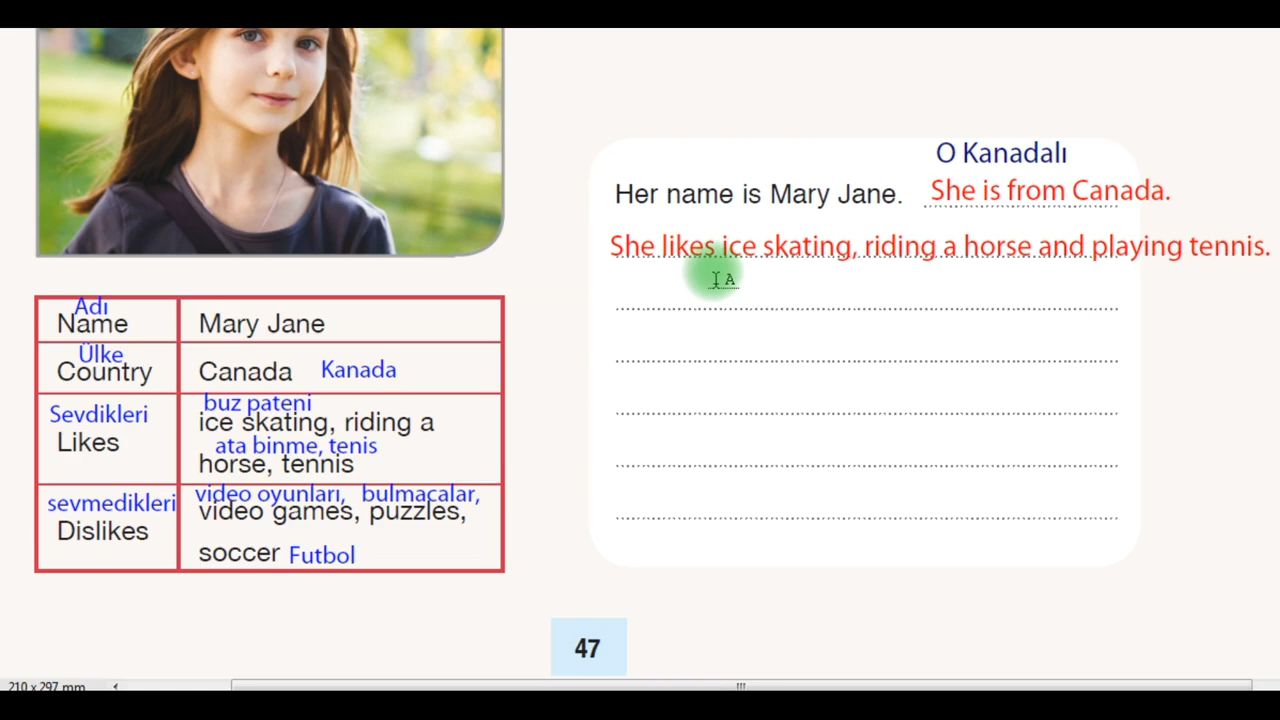 O Kanadalı
Her name is Mary Jane. She is from Canada.
She likes ice skating, riding a horse and playing tennis.
A
Adı
Name Mary Jane
Ülke
Country Canada Kanada
buz pateni
Sevdikleri
ice skating, riding a
Likes
ata binme, tenis
horse, tennis
video oyunları, bulmacalar,
sevmedikleri
video games, puzzles,
Dislikes
soccer Futbol
47
210 x 297 mm